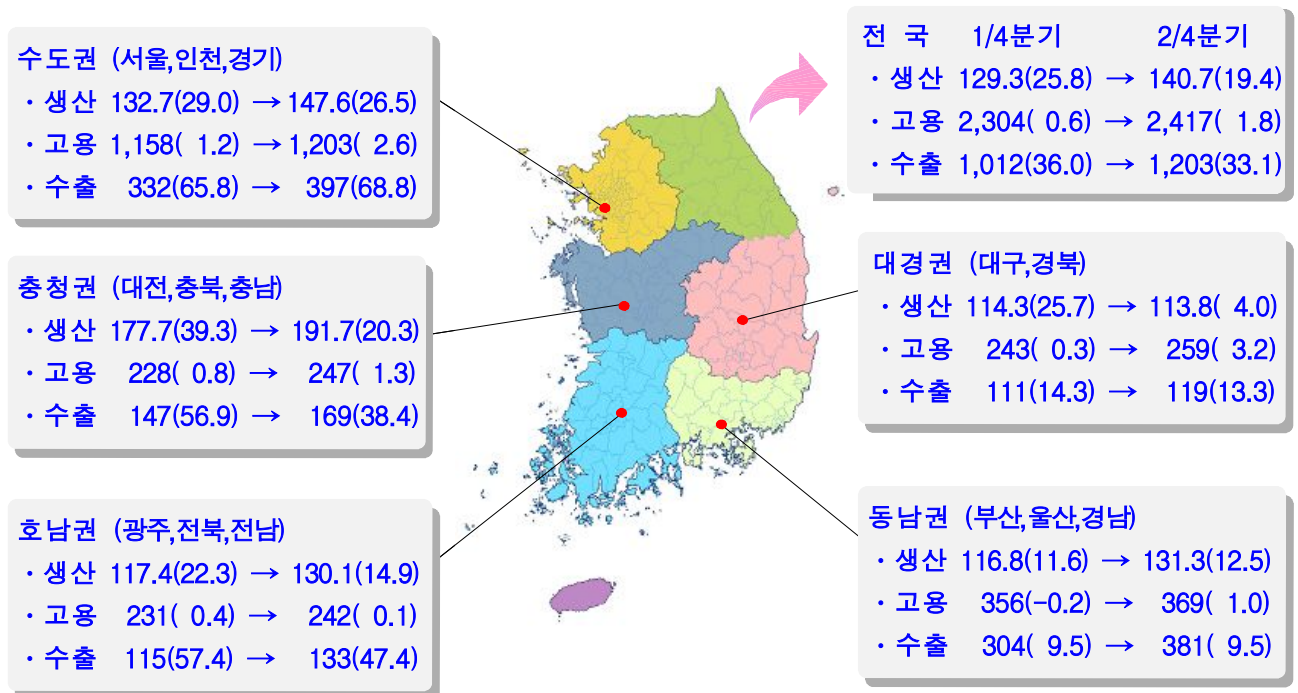 수도권 (서울,인천,경기)
· 생산 132.7(29.0) → 147.6(26.5)
· 고용 1,158( 1.2) → 1,203( 2.6)
· 수출 332(65.8) → 397(68.8)
전 국 1/4분기 2/4분기
· 생산 129.3(25.8) → 140.7(19.4)
· 고용 2,304( 0.6) → 2,417( 1.8)
· 수출 1,012(36.0) → 1,203(33.1)
충청권 (대전,충북,충남)
· 생산 177.7(39.3) → 191.7(20.3)
· 고용 228( 0.8) → 247( 1.3)
· 수출 147(56.9) → 169(38.4)
대경권 (대구,경북)
· 생산 114.3(25.7) → 113.8( 4.0)
· 고용 243( 0.3) → 259( 3.2)
· 수출 111(14.3) → 119(13.3)
호남권 (광주,전북,전남)
· 생산 117.4(22.3) → 130.1(14.9)
· 고용 231( 0.4) → 242( 0.1)
· 수출 115(57.4) → 133(47.4)
동남권 (부산,울산,경남)
· 생산 116.8(11.6) → 131.3(12.5)
· 고용 356(-0.2) → 369( 1.0)
· 수출 304( 9.5) → 381( 9.5)